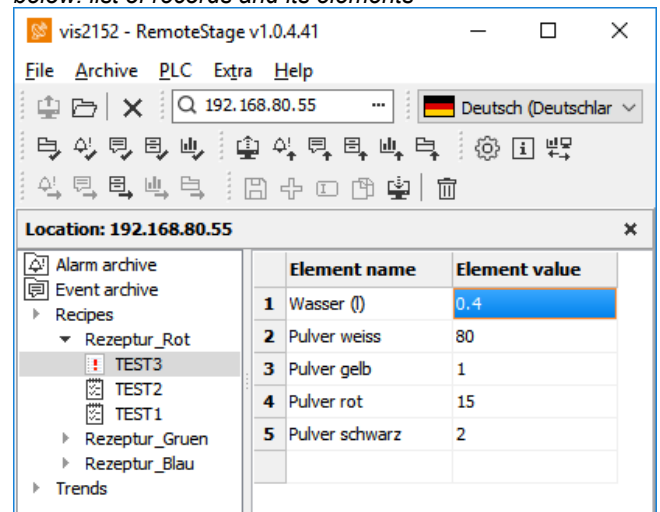 below: list of records and its elements
vis2152 - RemoteStage v1.0.4.41
File Archive PLC Extra Help
192.168.80.55 ... Deutsch (Deutschlar
Location: 192.168.80.55
Alarm archive
Event archive
Recipes
Rezeptur_Rot
TEST3
TEST2
TEST1
Rezeptur_Gruen
Rezeptur_Blau
Trends
Element name Element value
1 Wasser (l) 0.4
2 Pulver weiss 80
3 Pulver gelb 1
4 Pulver rot 15
5 Pulver schwarz 2